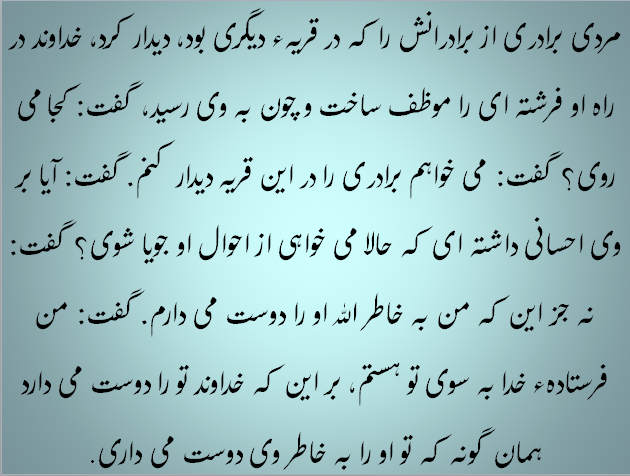 مردی برادری از برادرانش را که در قریهء دیگری بود، دیدار کرد، خداوند در
راه او فرشته ای را موظف ساخت و چون به وی رسید، گفت: کجا می
روی؟ گفت: می خواهم برادری را در این قریه دیدار کنم. گفت: آیا بر
وی احسانی داشته ای که حالا می خواهی از احوال او جویا شوی؟ گفت:
نه جز این که من به خاطر الله او را دوست می دارم. گفت: من
فرستادهء خدا به سوی تو هستم، بر این که خداوند تو را دوست می دارد
همان گونه که تو او را به خاطر وی دوست می داری.